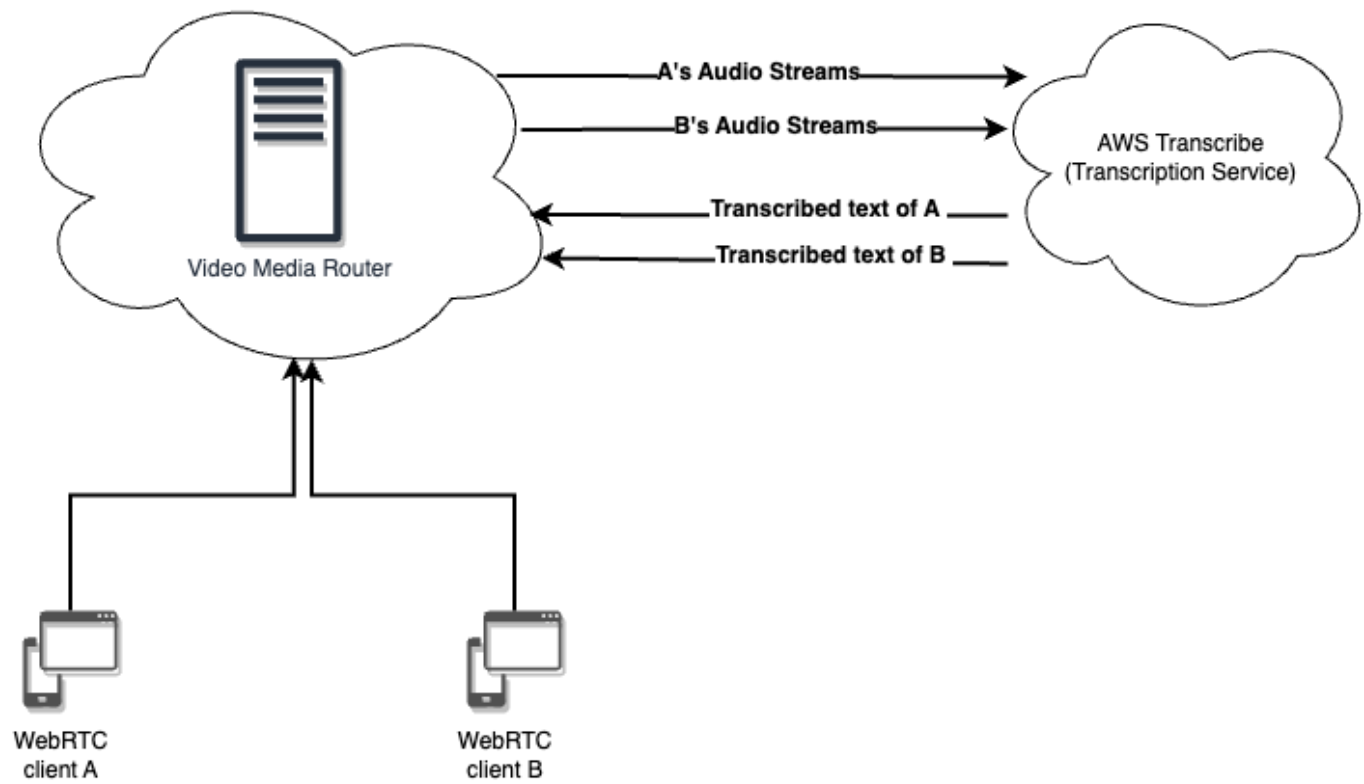 A's Audio Streams
B's Audio Streams
AWS Transcribe
(Transcription Service)
Transcribed text of A
Transcribed text of B
Video Media Router
WebRTC
client A
WebRTC
client B